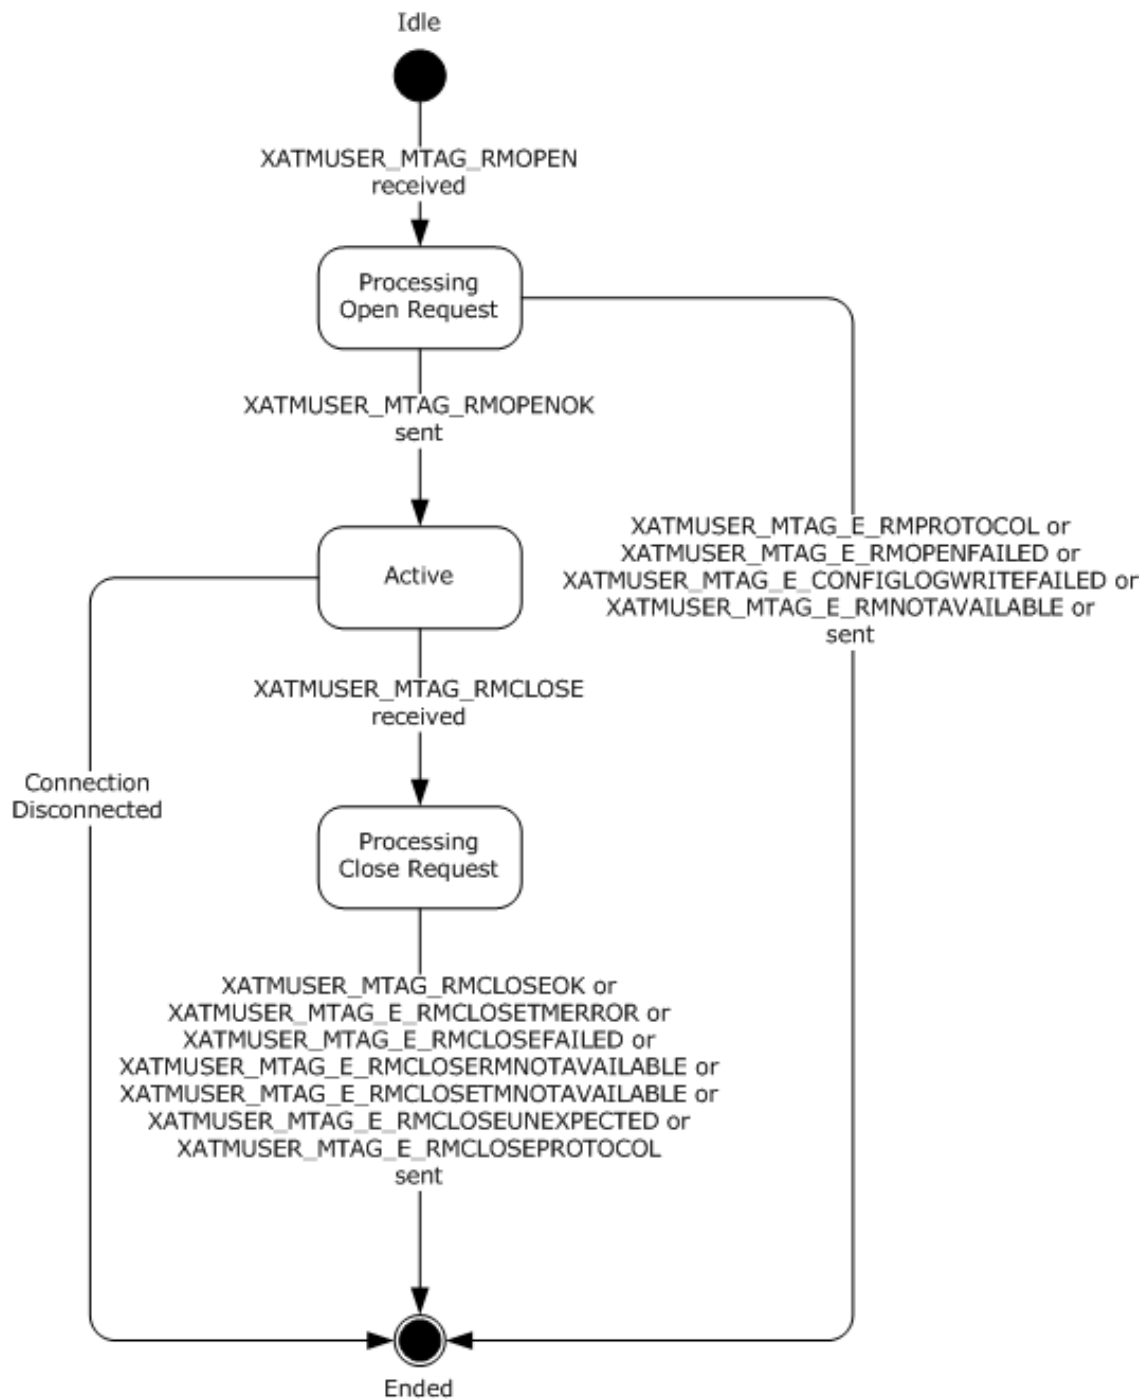 Idle
XATMUSER_MTAG_RMOPEN
received
Processing
Open Request
XATMUSER_MTAG_RMOPENOK
sent
XATMUSER_MTAG_E_RMPROTOCOL or
XATMUSER_MTAG_E_RMOPENFAILED or
XATMUSER_MTAG_E_CONFIGLOGWRITEFAILED or
XATMUSER_MTAG_E_RMNOTAVAILABLE or
sent
Active
XATMUSER_MTAG_RMCLOSE
received
Connection
Disconnected
Processing
Close Request
XATMUSER_MTAG_RMCLOSEOK or
XATMUSER_MTAG_E_RMCLOSETMERROR or
XATMUSER_MTAG_E_RMCLOSEFAILED or
XATMUSER_MTAG_E_RMCLOSERMNOTAVAILABLE or
XATMUSER_MTAG_E_RMCLOSETMNOTAVAILABLE or
XATMUSER_MTAG_E_RMCLOSEUNEXPECTED or
XATMUSER_MTAG_E_RMCLOSEPROTOCOL
sent
Ended